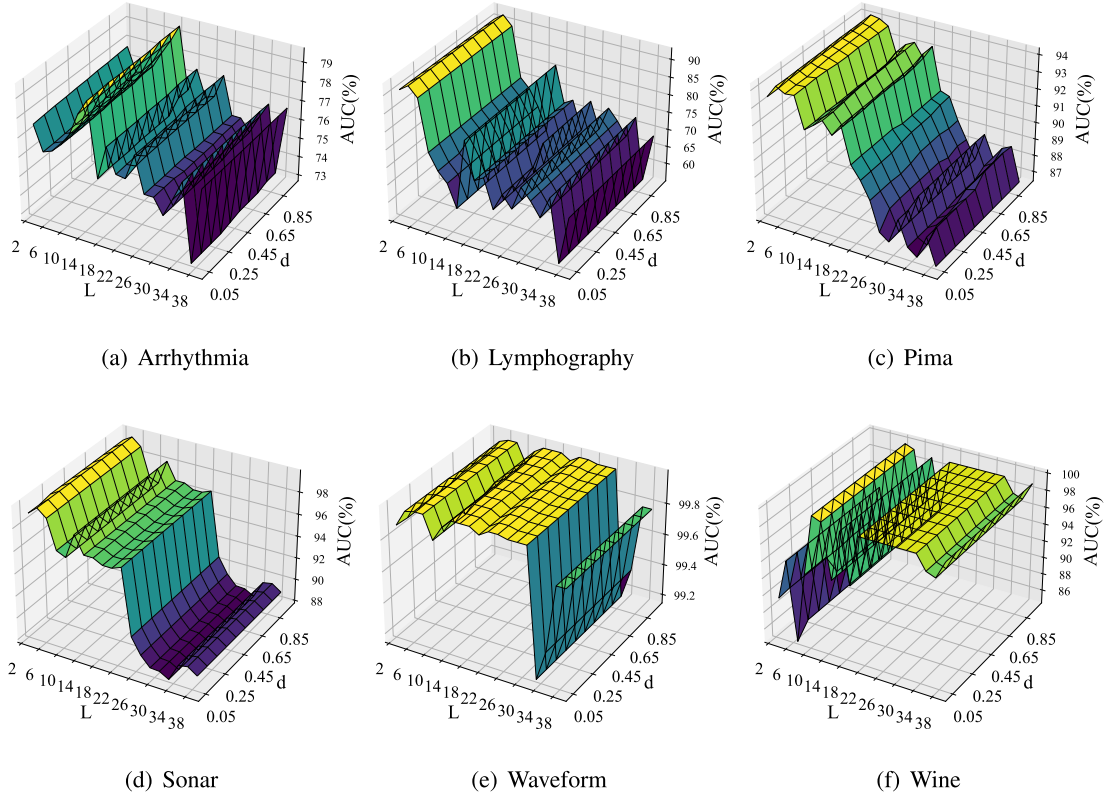 79
78
77
76
75
74
73
AUC(%)
0.85
0.65
0.45
0.25
0.05
d
2 6 10 14 18 22 26 30 34 38
L
(a) Arrhythmia
90
85
80
75
70
65
60
AUC(%)
0.85
0.65
0.45
0.25
0.05
d
2 6 10 14 18 22 26 30 34 38
L
(b) Lymphography
94
93
92
91
90
89
88
87
AUC(%)
0.85
0.65
0.45
0.25
0.05
d
2 6 10 14 18 22 26 30 34 38
L
(c) Pima
98
96
94
92
90
88
AUC(%)
0.85
0.65
0.45
0.25
0.05
d
2 6 10 14 18 22 26 30 34 38
L
(d) Sonar
99.8
99.6
99.4
99.2
AUC(%)
0.85
0.65
0.45
0.25
0.05
d
2 6 10 14 18 22 26 30 34 38
L
(e) Waveform
100
98
96
94
92
90
88
86
AUC(%)
0.85
0.65
0.45
0.25
0.05
d
2 6 10 14 18 22 26 30 34 38
L
(f) Wine